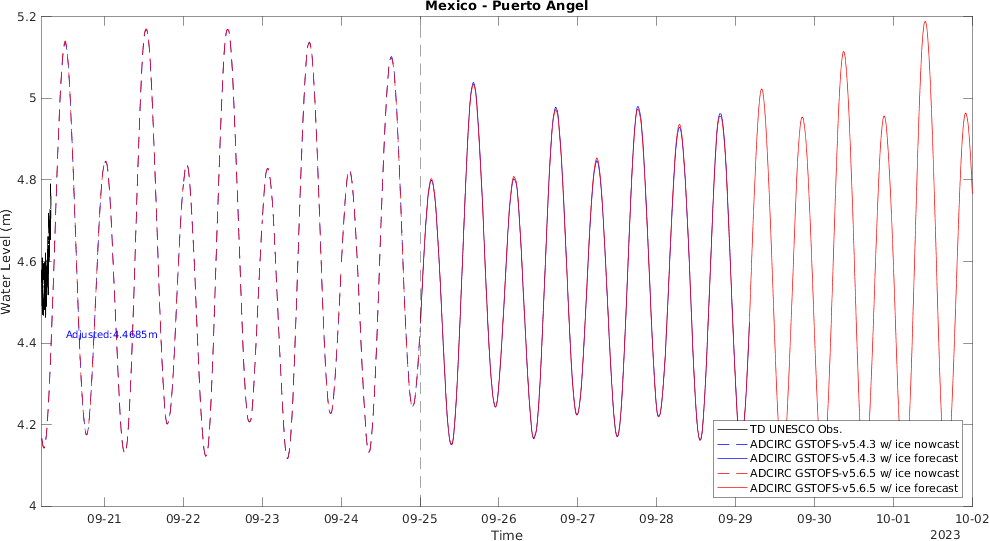 Mexico - Puerto Angel
5.2
5
4.8
4.6
4.4
4.2
4
Water Level (m)
Adjusted:4.4685m
TD UNESCO Obs.
ADCIRC GSTOFS-v5.4.3 w/ ice nowcast
ADCIRC GSTOFS-v5.4.3 w/ ice forecast
ADCIRC GSTOFS-v5.6.5 w/ ice nowcast
ADCIRC GSTOFS-v5.6.5 w/ ice forecast
09-21 09-22 09-23 09-24 09-25 09-26 09-27 09-28 09-29 09-30 10-01 10-02
Time
2023